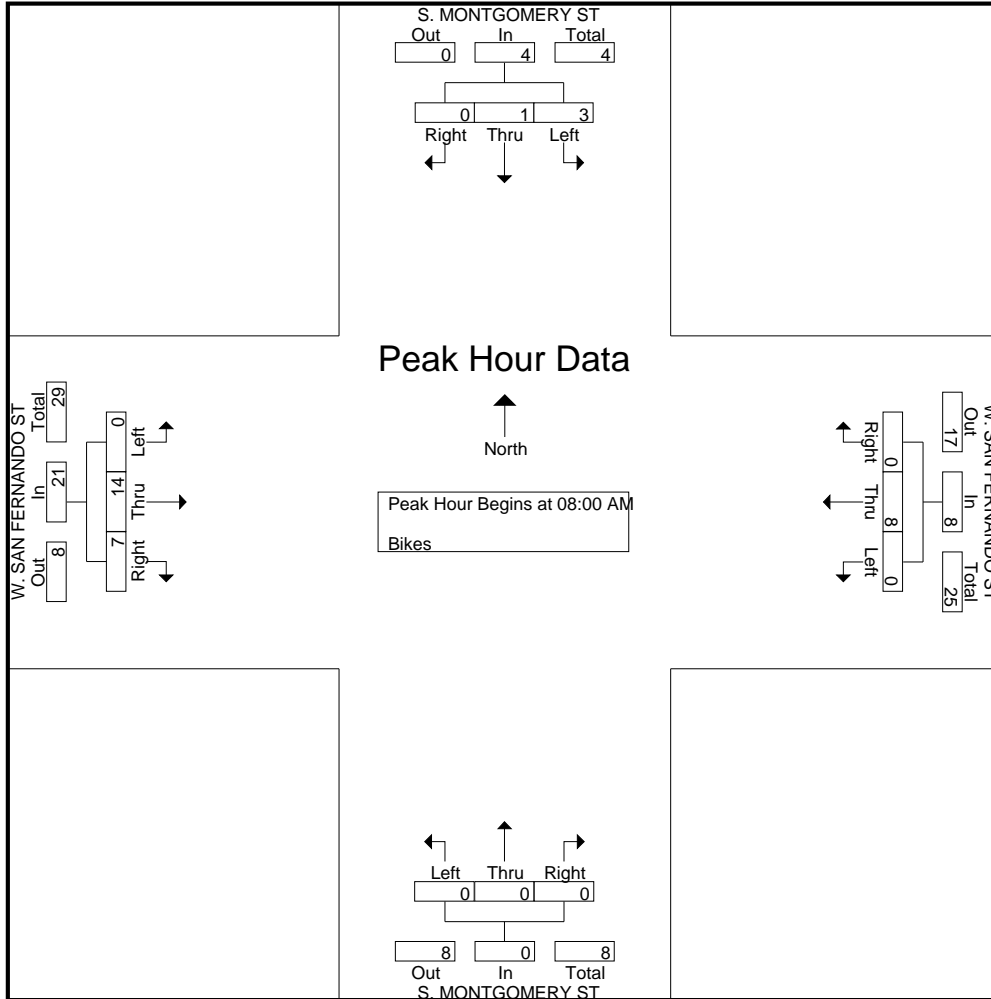 S. MONTGOMERY ST
Out In Total
0 4 4
0 1 3
Right Thru Left
Peak Hour Data
North
Peak Hour Begins at 08:00 AM
Bikes
W. SAN FERNANDO ST
Total In Out
29 21 8
0 14 7
Left Thru Right
W. SAN FERNANDO ST
Out In Total
17 8 25
0 8 0
Right Thru Left
Left Thru Right
0 0 0
8 0 8
Out In Total
S. MONTGOMERY ST